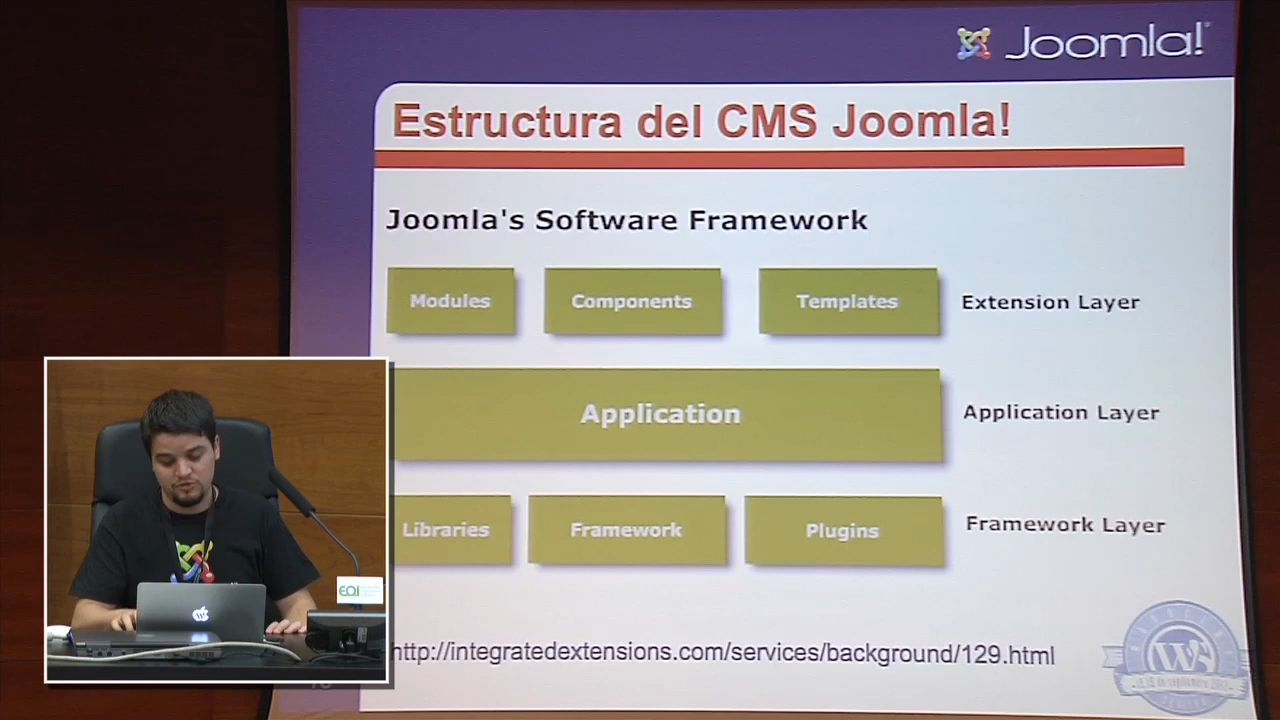 Joomla!
Estructura del CMS Joomla!
Joomla's Software Framework
Modules Components Templates Extension Layer
Application Application Layer
Libraries Framework Plugins Framework Layer
EOI
http://integratedextensions.com/services/background/129.html